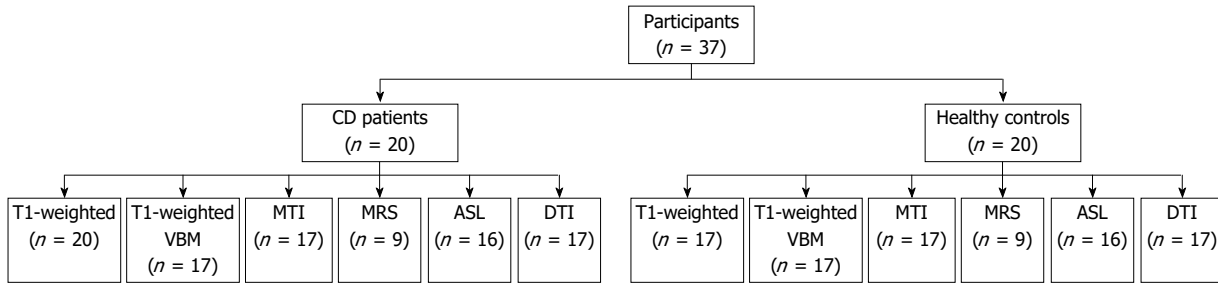 Participants
(n = 37)
CD patients
(n = 20)
Healthy controls
(n = 20)
T1-weighted
(n = 20)
T1-weighted
VBM
(n = 17)
MTI
(n = 17)
MRS
(n = 9)
ASL
(n = 16)
DTI
(n = 17)
T1-weighted
(n = 17)
T1-weighted
VBM
(n = 17)
MTI
(n = 17)
MRS
(n = 9)
ASL
(n = 16)
DTI
(n = 17)